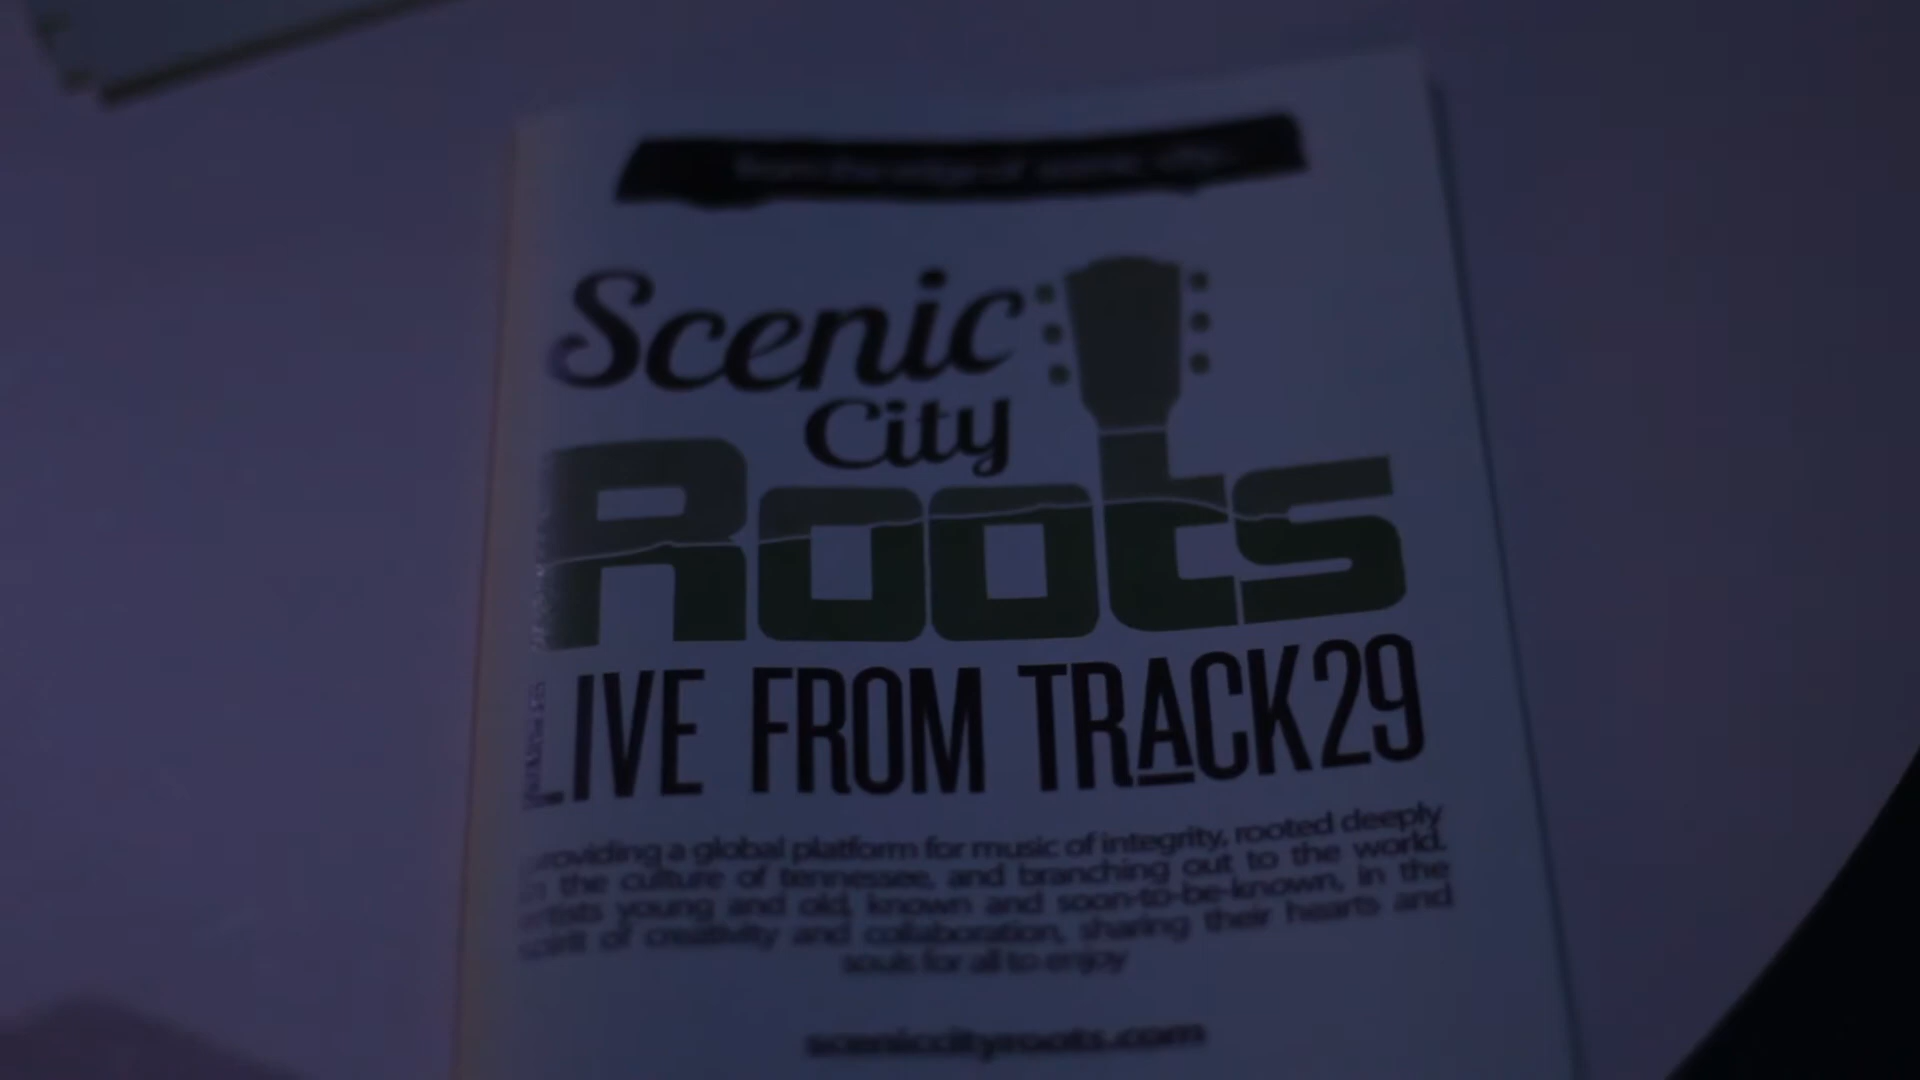 Scenic
City
Roots
LIVE FROM TRACK29
providing a global platform for music of integrity, rooted deeply
in the culture of tennessee, and branching out to the world.
artists young and old, known and soon-to-be-known, in the
spirit of creativity and collaboration, sharing their hearts and
souls for all to enjoy
sceniccityroots.com